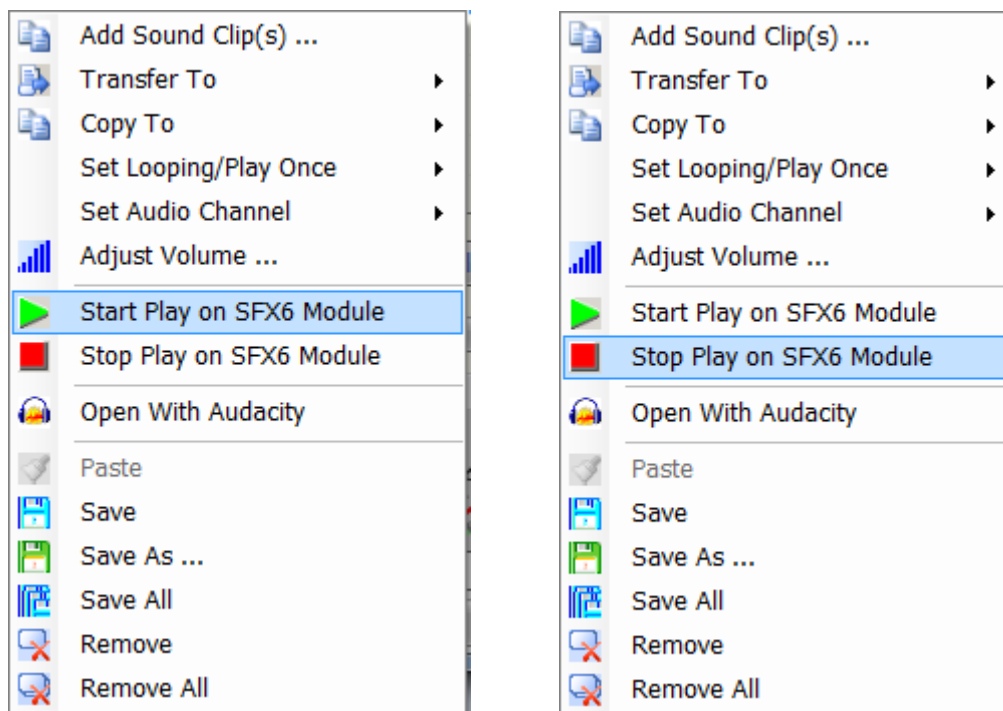 Add Sound Clip(s) ...
Transfer To
Copy To
Set Looping/Play Once
Set Audio Channel
Adjust Volume ...
Start Play on SFX6 Module
Stop Play on SFX6 Module
Open With Audacity
Paste
Save
Save As ...
Save All
Remove
Remove All
Add Sound Clip(s) ...
Transfer To
Copy To
Set Looping/Play Once
Set Audio Channel
Adjust Volume ...
Start Play on SFX6 Module
Stop Play on SFX6 Module
Open With Audacity
Paste
Save
Save As ...
Save All
Remove
Remove All